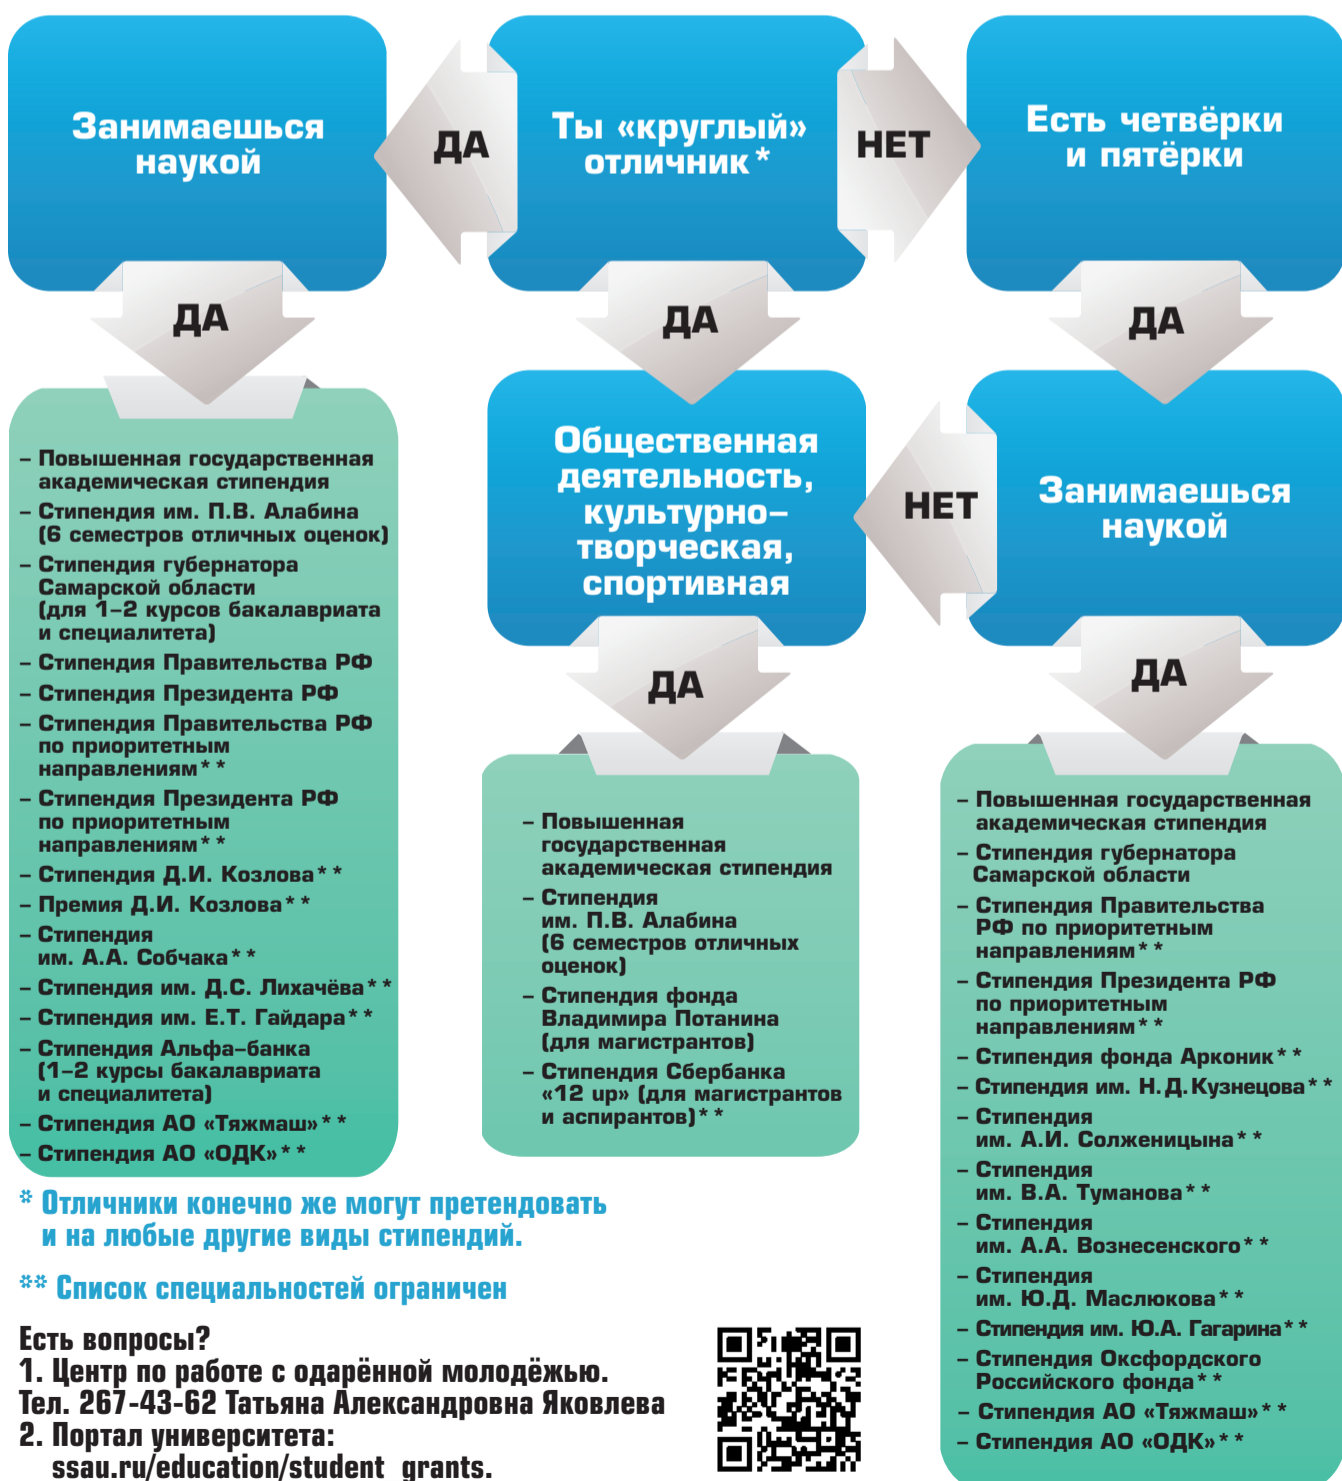 Занимаешься
наукой
ДА
Ты «круглый»
отличник*
НЕТ
Есть четвёрки
и пятёрки
ДА
ДА
ДА
– Повышенная государственная
академическая стипендия
– Стипендия им. П.В. Алабина
(6 семестров отличных оценок)
– Стипендия губернатора
Самарской области
(для 1–2 курсов бакалавриата
и специалитета)
– Стипендия Правительства РФ
– Стипендия Президента РФ
– Стипендия Правительства РФ
по приоритетным
направлениям**
– Стипендия Президента РФ
по приоритетным
направлениям**
– Стипендия Д.И. Козлова**
– Премия Д.И. Козлова**
– Стипендия
им. А.А. Собчака**
– Стипендия им. Д.С. Лихачёва**
– Стипендия им. Е.Т. Гайдара**
– Стипендия Альфа–банка
(1–2 курсы бакалавриата
и специалитета)
– Стипендия АО «Тяжмаш»**
– Стипендия АО «ОДК»**
Общественная
деятельность,
культурно–
творческая,
спортивная
НЕТ
Занимаешься
наукой
ДА
ДА
– Повышенная
государственная
академическая стипендия
– Стипендия
им. П.В. Алабина
(6 семестров отличных
оценок)
– Стипендия фонда
Владимира Потанина
(для магистрантов)
– Стипендия Сбербанка
«12 up» (для магистрантов
и аспирантов)**
– Повышенная государственная
академическая стипендия
– Стипендия губернатора
Самарской области
– Стипендия Правительства
РФ по приоритетным
направлениям**
– Стипендия Президента РФ
по приоритетным
направлениям**
– Стипендия фонда Арконик**
– Стипендия им. Н.Д.Кузнецова**
– Стипендия
им. А.И. Солженицына**
– Стипендия
им. В.А. Туманова**
– Стипендия
им. А.А. Вознесенского**
– Стипендия
им. Ю.Д. Маслюкова**
– Стипендия им. Ю.А. Гагарина**
– Стипендия Оксфордского
Российского фонда**
– Стипендия АО «Тяжмаш»**
– Стипендия АО «ОДК»**
* Отличники конечно же могут претендовать
и на любые другие виды стипендий.
** Список специальностей ограничен
Есть вопросы?
1. Центр по работе с одарённой молодёжью.
Тел. 267-43-62 Татьяна Александровна Яковлева
2. Портал университета:
ssau.ru/education/student_grants.